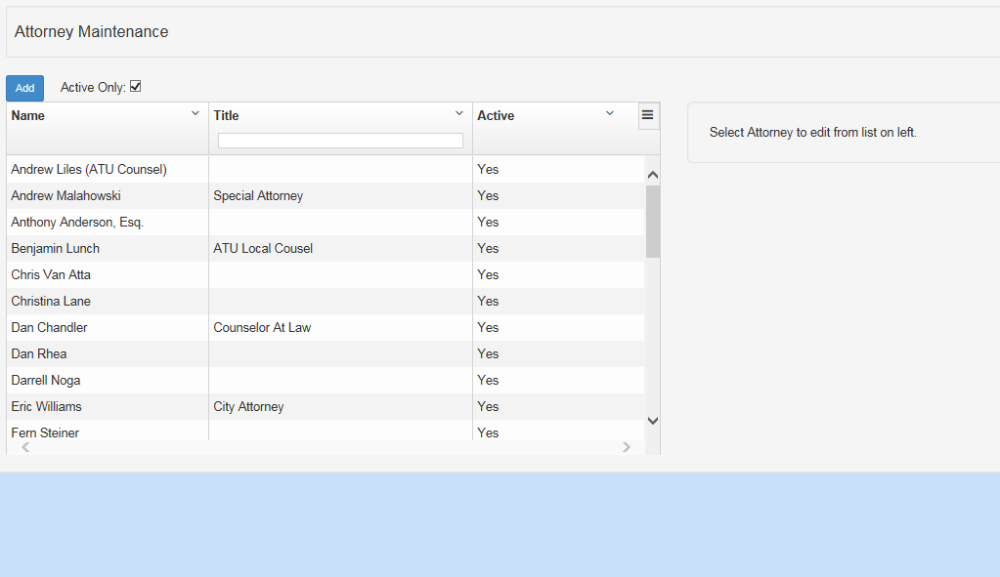 Attorney Maintenance
Add Active Only:
Name Title Active
Select Attorney to edit from list on left.
Andrew Liles (ATU Counsel) Yes
Andrew Malahowski Special Attorney Yes
Anthony Anderson, Esq. Yes
Benjamin Lunch ATU Local Cousel Yes
Chris Van Atta Yes
Christina Lane Yes
Dan Chandler Counselor At Law Yes
Dan Rhea Yes
Darrell Noga Yes
Eric Williams City Attorney Yes
Fern Steiner Yes